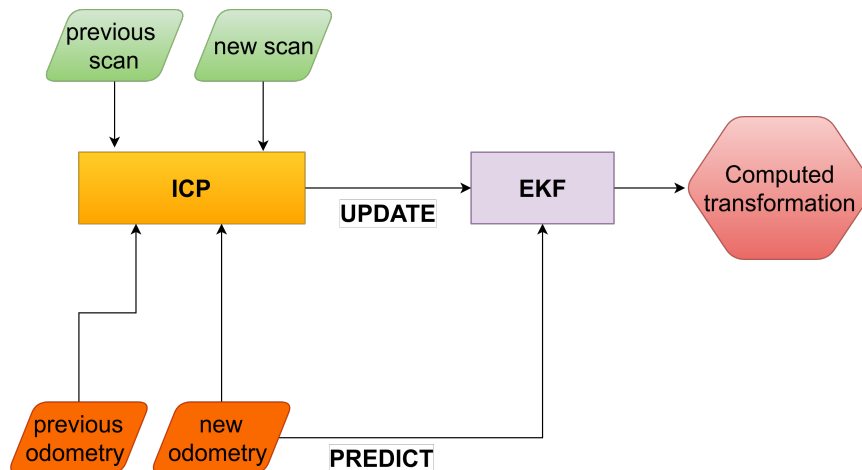 previous
scan
new scan
ICP
UPDATE
EKF
Computed
transformation
previous
odometry
new
odometry
PREDICT